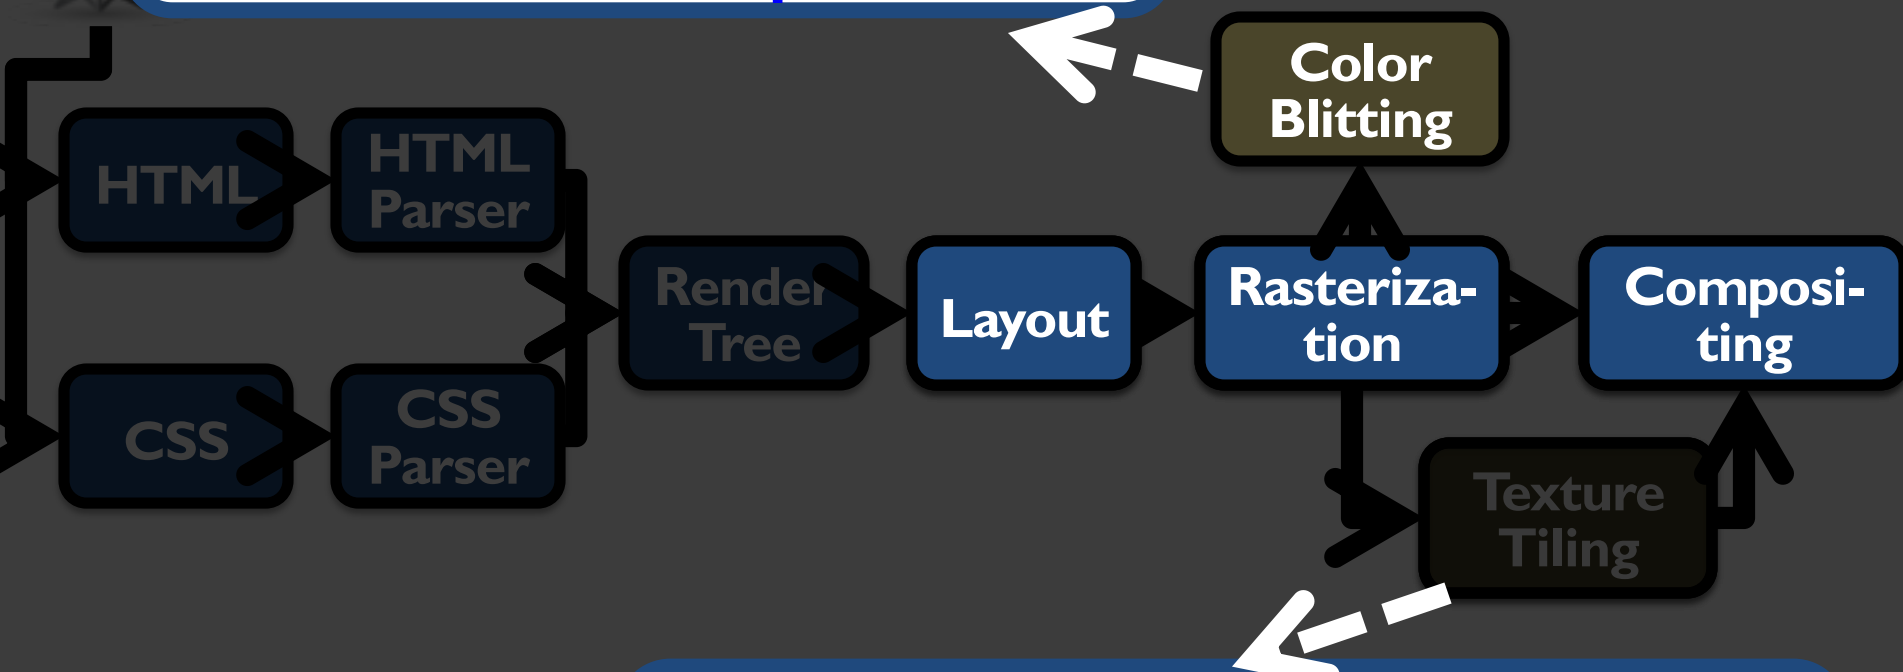 Color
Blitting
HTML
HTML
Parser
Render
Tree
Layout
Rasteriza-
tion
Composi-
ting
CSS
CSS
Parser
Texture
Tiling